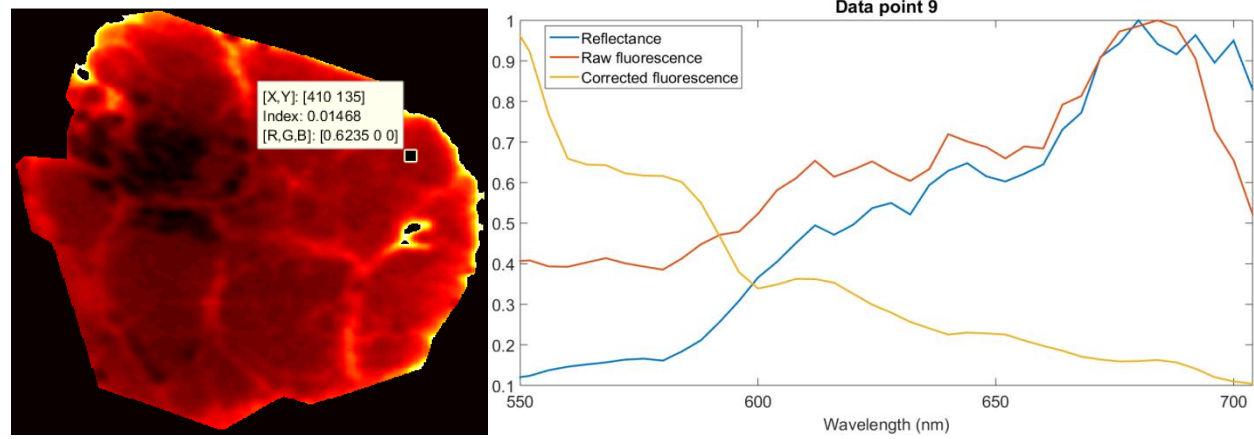 [X,Y]: [410 135]
Index: 0.01468
[R,G,B]: [0.6235 0 0]
Data point 9
Reflectance
Raw fluorescence
Corrected fluorescence
1
0.9
0.8
0.7
0.6
0.5
0.4
0.3
0.2
0.1
550
600
650
700
Wavelength (nm)